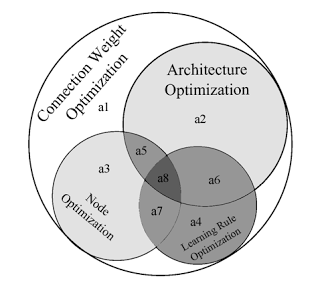 Connection Weight
Optimization
Architecture
Optimization
a1
a2
a5
a3
a8
a6
Node
Optimization
a7
a4
Learning Rule
Optimization